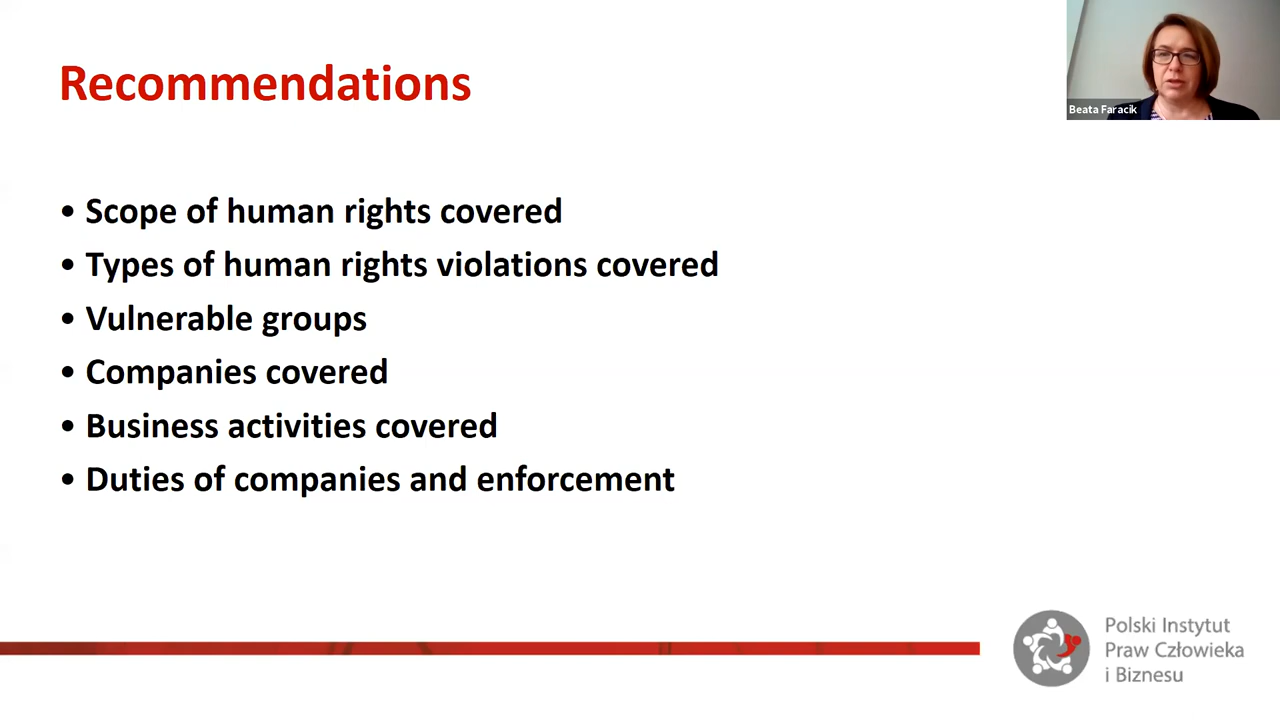 Recommendations
Beata Faracik
• Scope of human rights covered
• Types of human rights violations covered
• Vulnerable groups
• Companies covered
• Business activities covered
• Duties of companies and enforcement
Polski Instytut
Praw Człowieka
i Biznesu